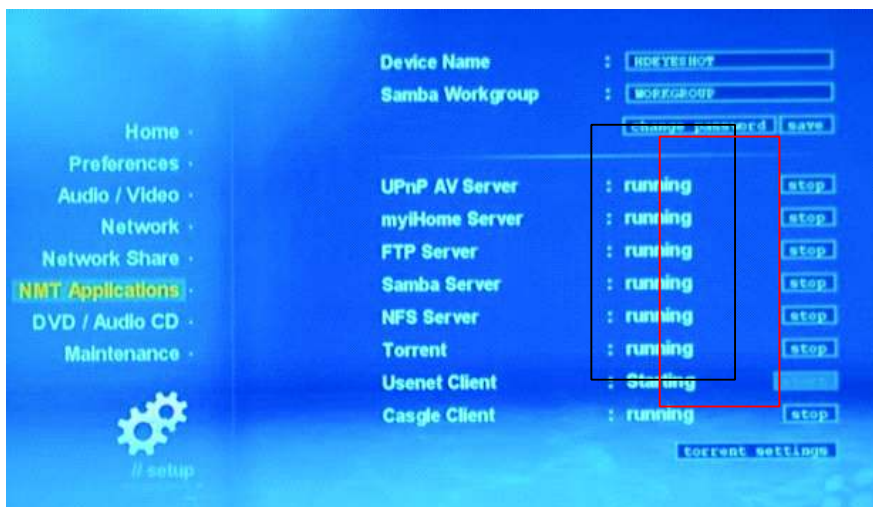 Device Name : HDEYESHOT
Samba Workgroup : WORKGROUP
change password save
Home
Preferences
Audio / Video
Network
Network Share
NMT Applications
DVD / Audio CD
Maintenance
// setup
UPnP AV Server : running stop
myiHome Server : running stop
FTP Server : running stop
Samba Server : running stop
NFS Server : running stop
Torrent : running stop
Usenet Client : Starting
Casgle Client : running stop
torrent settings